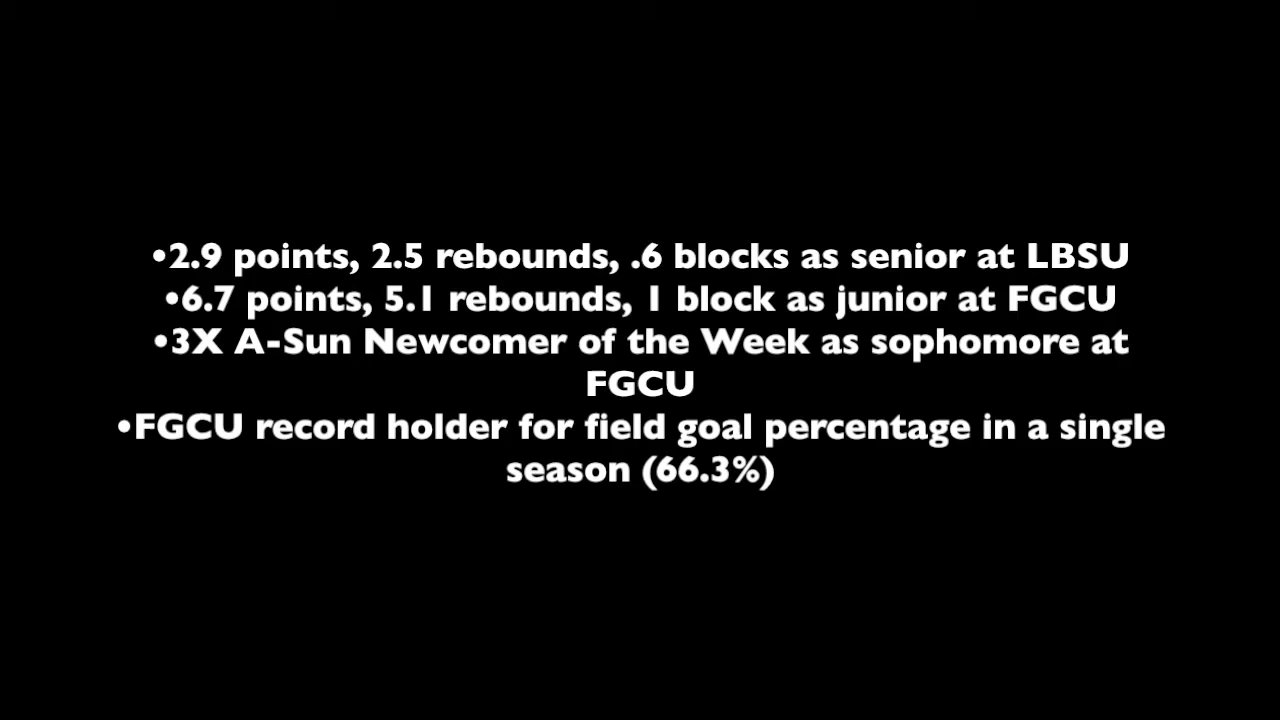 •2.9 points, 2.5 rebounds, .6 blocks as senior at LBSU
•6.7 points, 5.1 rebounds, 1 block as junior at FGCU
•3X A-Sun Newcomer of the Week as sophomore at
FGCU
•FGCU record holder for field goal percentage in a single
season (66.3%)